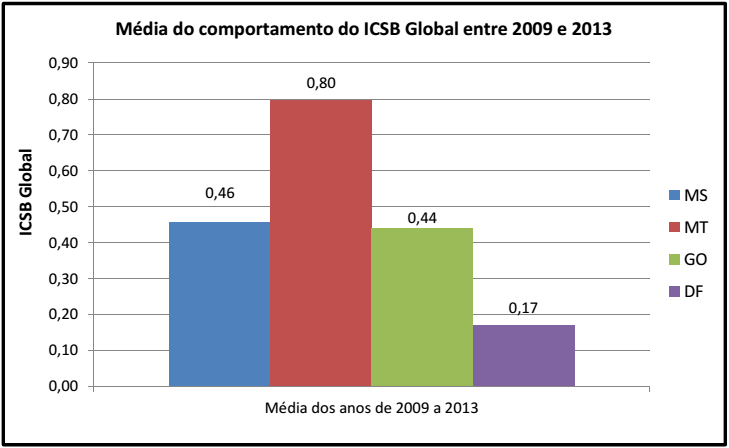 Média do comportamento do ICSB Global entre 2009 e 2013
0,90
0,80
0,70
0,60
0,50
0,40
0,30
0,20
0,10
0,00
ICSB Global
0,46
0,80
0,44
0,17
Média dos anos de 2009 a 2013
MS
MT
GO
DF